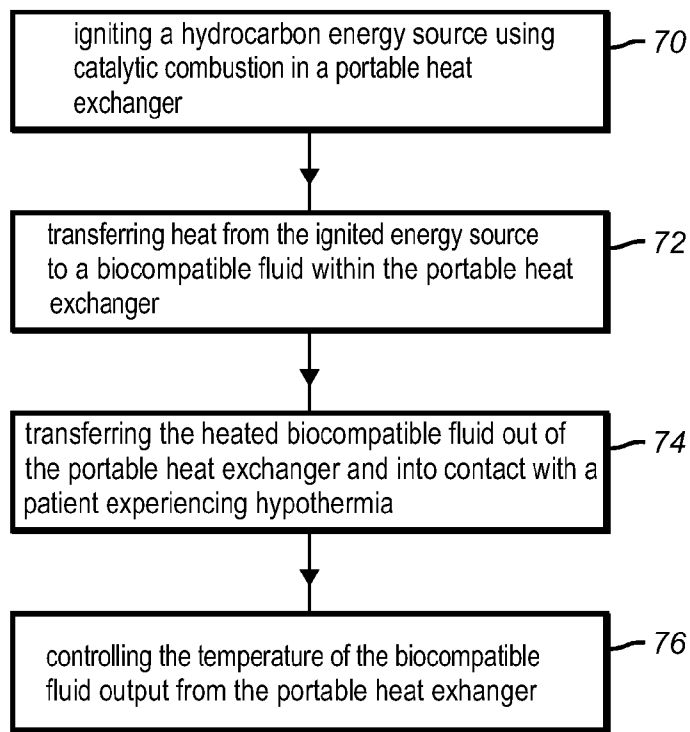 igniting a hydrocarbon energy source using
catalytic combustion in a portable heat
exchanger
70
transferring heat from the ignited energy source
to a biocompatible fluid within the portable heat
exchanger
72
transferring the heated biocompatible fluid out of
the portable heat exchanger and into contact with a
patient experiencing hypothermia
74
controlling the temperature of the biocompatible
fluid output from the portable heat exhanger
76